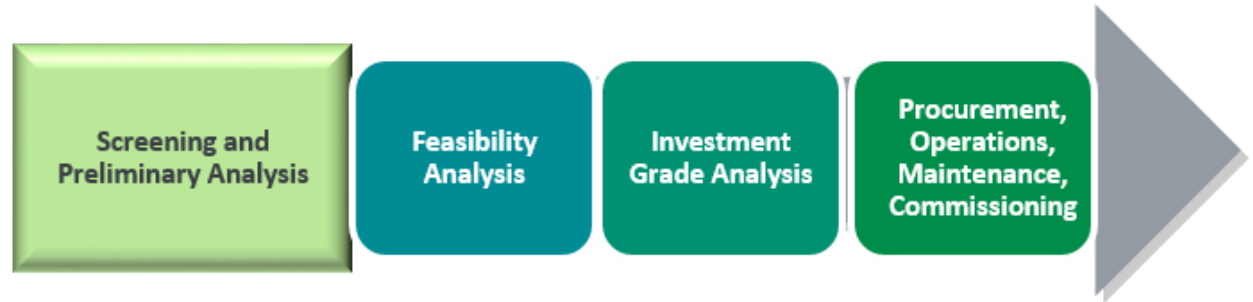 Screening and
Preliminary Analysis
Feasibility
Analysis
Investment
Grade Analysis
Procurement,
Operations,
Maintenance,
Commissioning